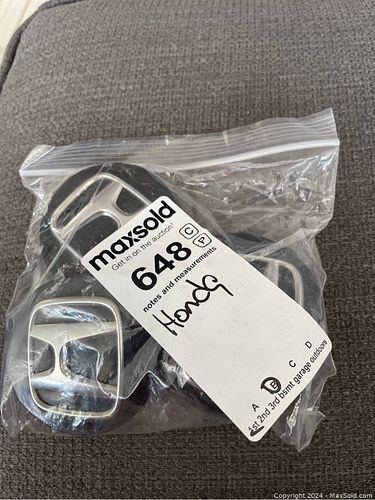 maxsold
Get in on the auction!
648 C P
notes and measurements
Honda
A B C D
1st 2nd 3rd bsmt garage outdoors
Copyright 2024 - MaxSold.com